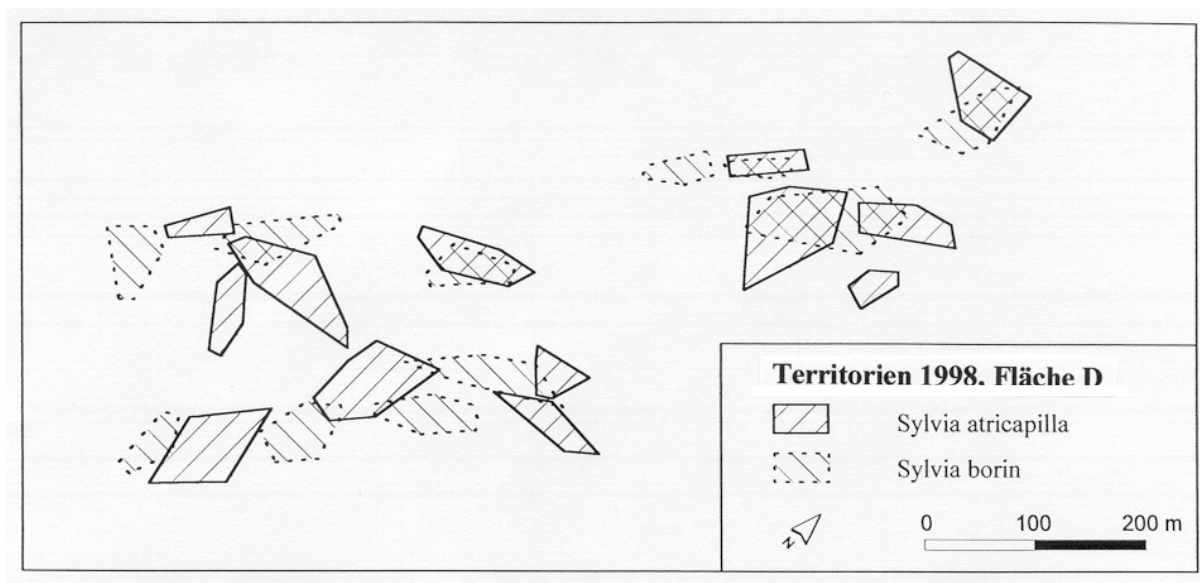 Territorien 1998, Fläche D
Sylvia atricapilla
Sylvia borin
N
0 100 200 m